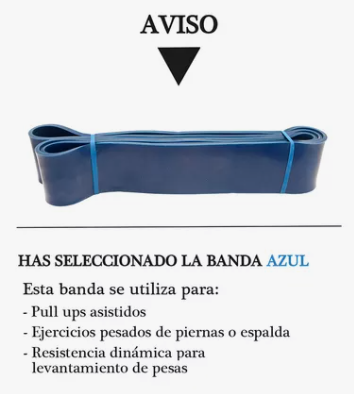 AVISO
HAS SELECCIONADO LA BANDA AZUL
Esta banda se utiliza para:
- Pull ups asistidos
- Ejercicios pesados de piernas o espalda
- Resistencia dinámica para
levantamiento de pesas